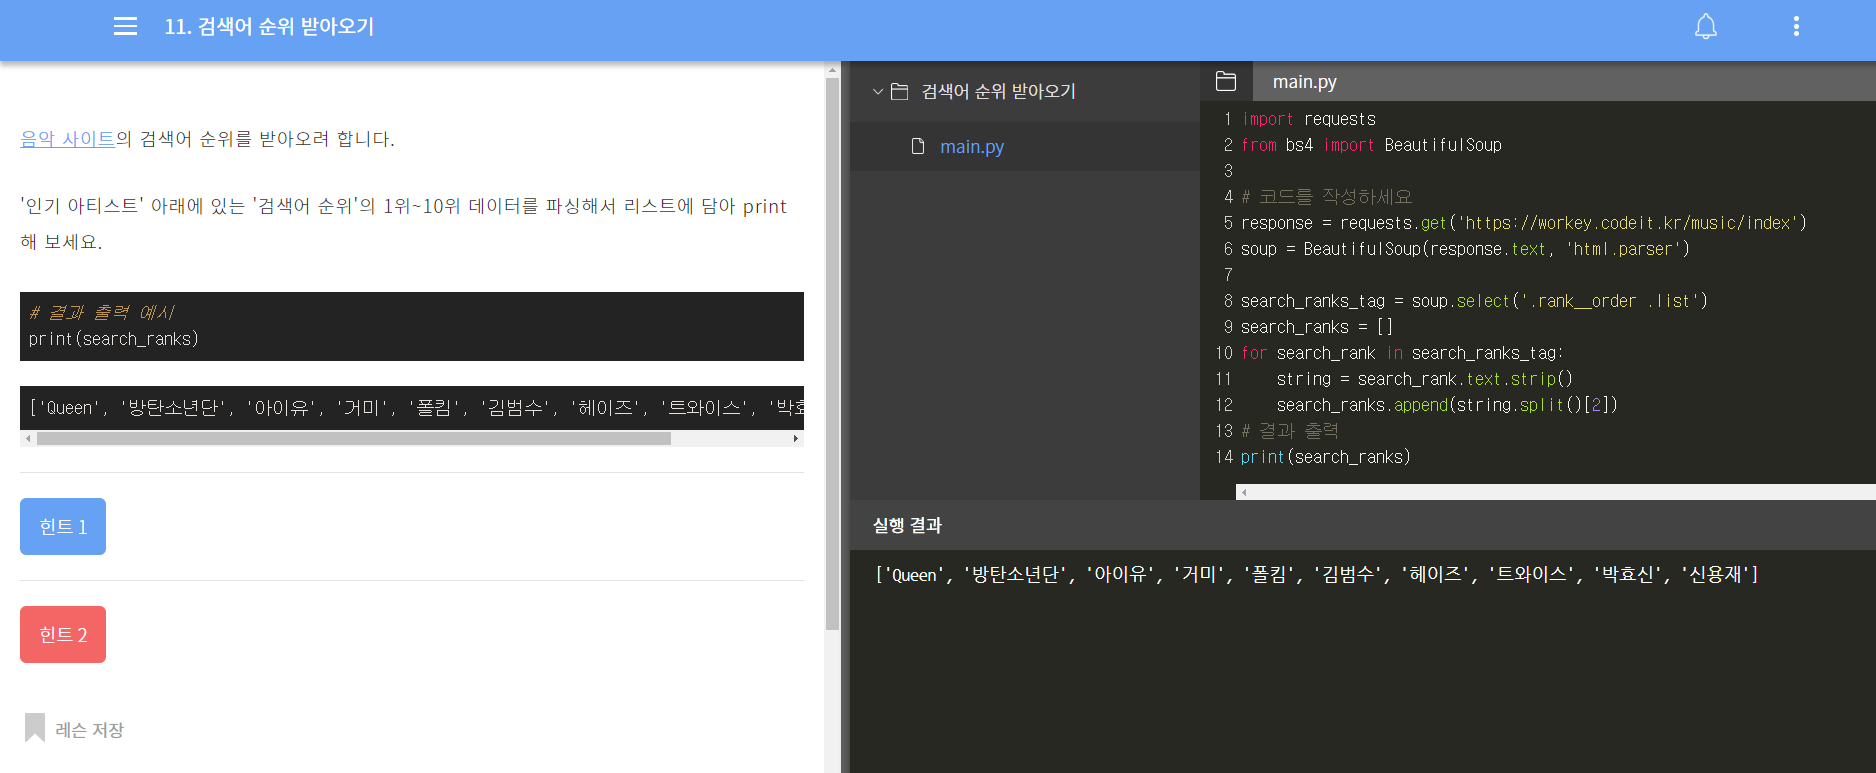 11. 검색어 순위 받아오기
음악 사이트의 검색어 순위를 받아오려 합니다.
'인기 아티스트' 아래에 있는 '검색어 순위'의 1위~10위 데이터를 파싱해서 리스트에 담아 print
해 보세요.
# 결과 출력 예시
print(search_ranks)
['Queen', '방탄소년단', '아이유', '거미', '폴킴', '김범수', '헤이즈', '트와이스', '박효
힌트 1
힌트 2
레슨 저장
검색어 순위 받아오기
main.py
main.py
1 import requests
2 from bs4 import BeautifulSoup
3
4 # 코드를 작성하세요
5 response = requests.get('https://workey.codeit.kr/music/index')
6 soup = BeautifulSoup(response.text, 'html.parser')
7
8 search_ranks_tag = soup.select('.rank__order .list')
9 search_ranks = []
10 for search_rank in search_ranks_tag:
11     string = search_rank.text.strip()
12     search_ranks.append(string.split()[2])
13 # 결과 출력
14 print(search_ranks)
실행 결과
['Queen', '방탄소년단', '아이유', '거미', '폴킴', '김범수', '헤이즈', '트와이스', '박효신', '신용재']